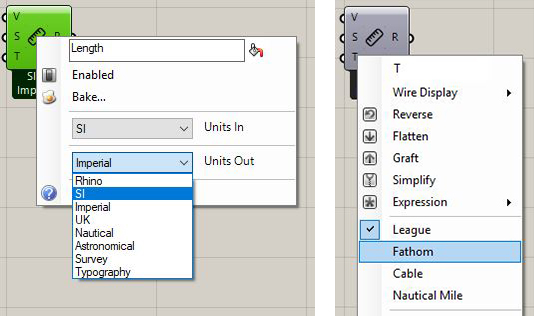 V
S
R
T
SI
Imp
Length
Enabled
Bake...
SI
Units In
Imperial
Units Out
Rhino
SI
Imperial
UK
Nautical
Astronomical
Survey
Typography
V
S
R
T
T
Wire Display
Reverse
Flatten
Graft
Simplify
Expression
League
Fathom
Cable
Nautical Mile